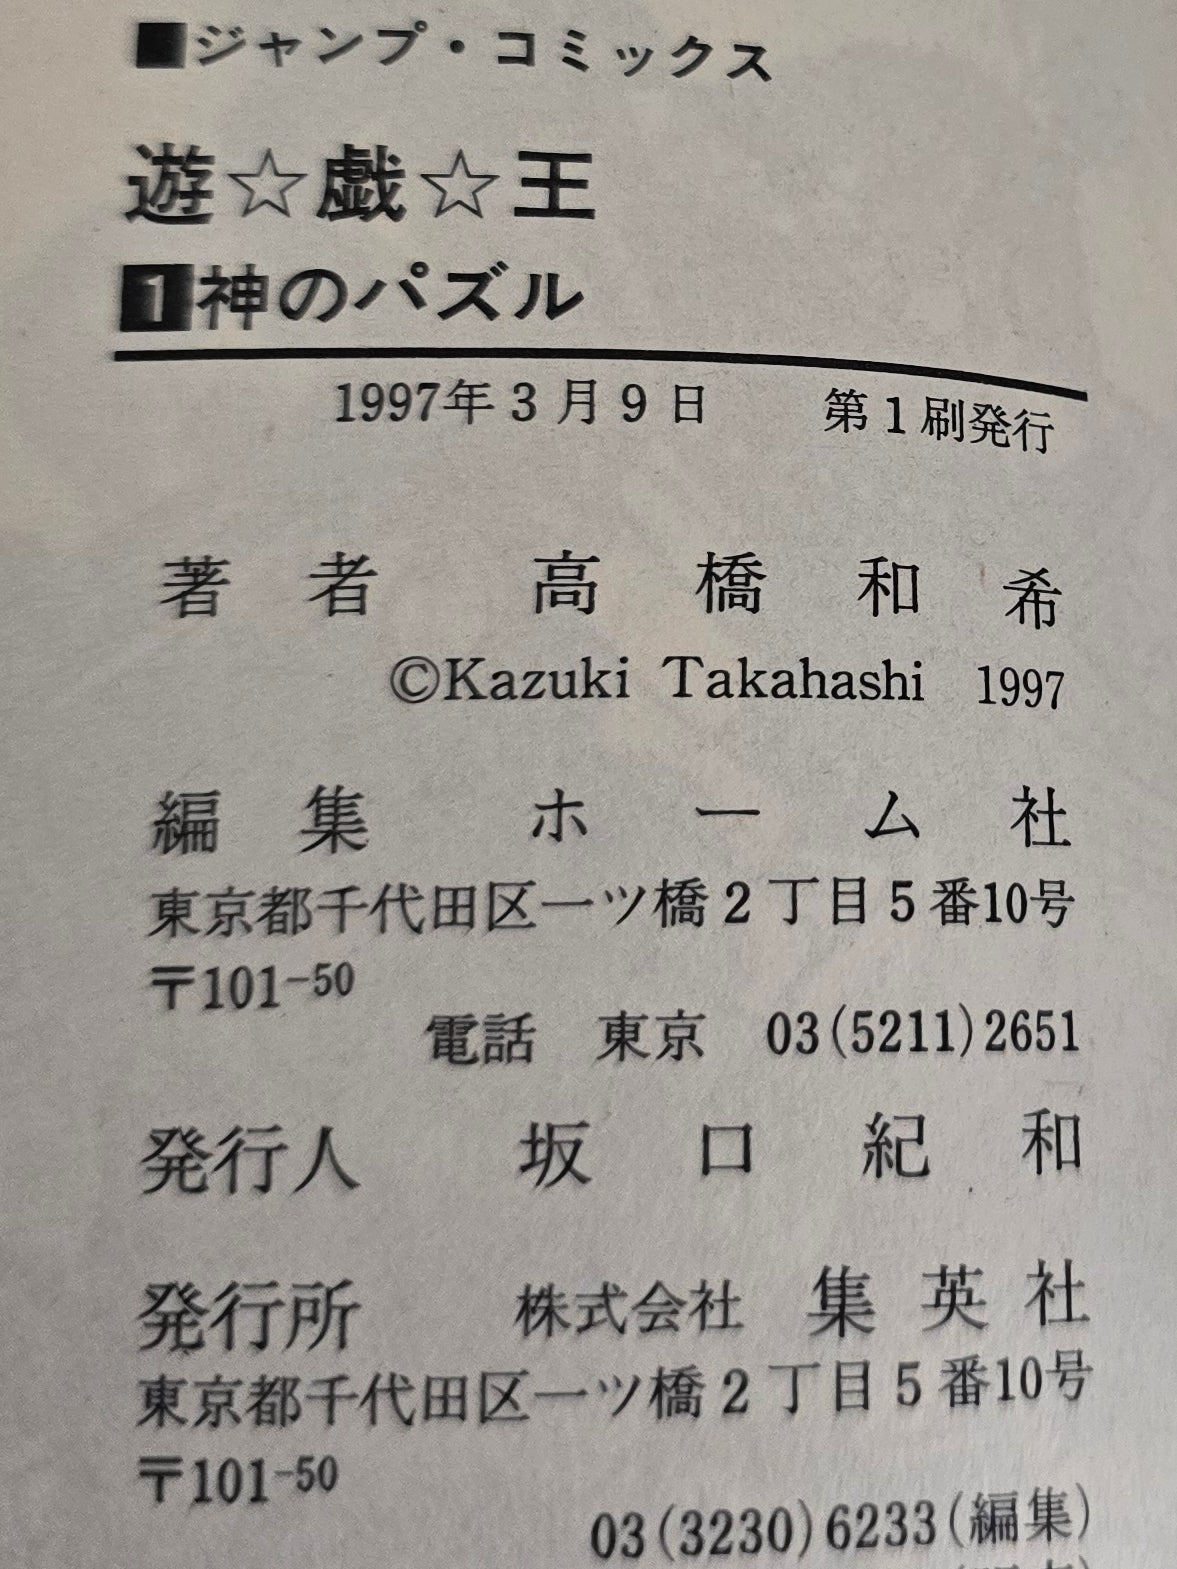 ■ジャンプ・コミックス
遊☆戯☆王
1神のパズル
1997年3月9日 第1刷発行
著者 高橋和希
©Kazuki Takahashi 1997
編集 ホーム社
東京都千代田区一ツ橋2丁目5番10号
〒101-50
電話 東京 03(5211)2651
発行人 坂口紀和
発行所 株式会社 集英社
東京都千代田区一ツ橋2丁目5番10号
〒101-50
03(3230)6233(編集)